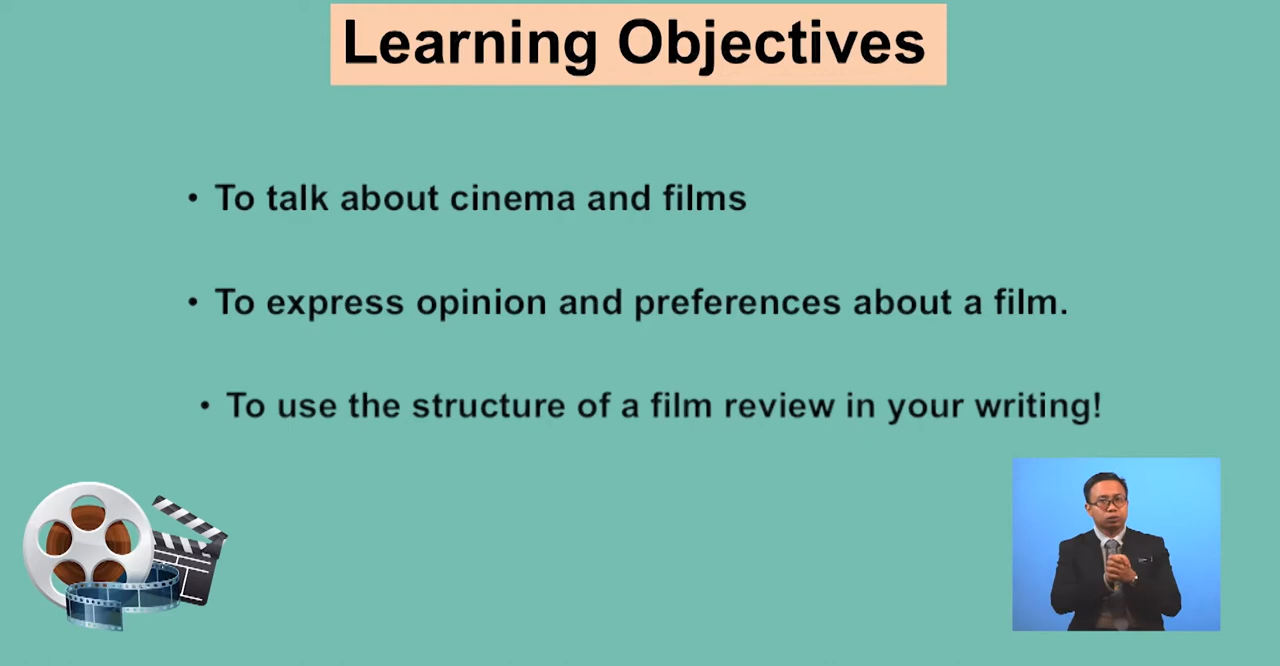 Learning Objectives
• To talk about cinema and films
• To express opinion and preferences about a film.
• To use the structure of a film review in your writing!